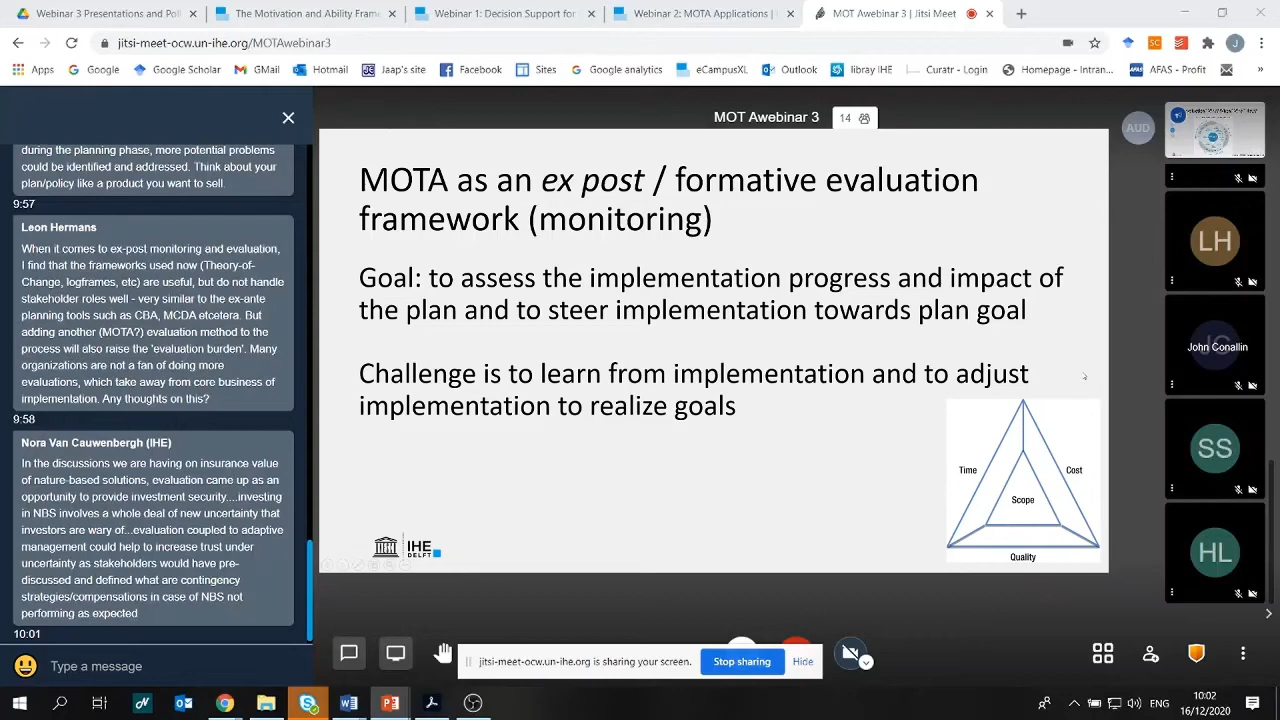 Webinar 3 Presentations and Poll
The Motivation and Ability Frame
Webinar 1: Decision Support for
Webinar 2: MOTA Applications |
MOT Awebinar 3 | Jitsi Meet
jitsi-meet-ocw.un-ihe.org/MOTAwebinar3
Apps
Google
Google Scholar
GMail
Hotmail
Jaap's site
Facebook
Sites
Google analytics
eCampusXL
Outlook
libray IHE
Curatr - Login
Homepage - Intran...
AFAS - Profit
MOT Awebinar 3
14
during the planning phase, more potential problems
could be identified and addressed. Think about your
plan/policy like a product you want to sell.
9:57
Leon Hermans
When it comes to ex-post monitoring and evaluation,
I find that the frameworks used now (Theory-of-
Change, logframes, etc) are useful, but do not handle
stakeholder roles well - very similar to the ex-ante
planning tools such as CBA, MCDA etcetera. But
adding another (MOTA?) evaluation method to the
process will also raise the 'evaluation burden'. Many
organizations are not a fan of doing more
evaluations, which take away from core business of
implementation. Any thoughts on this?
9:58
Nora Van Cauwenbergh (IHE)
In the discussions we are having on insurance value
of nature-based solutions, evaluation came up as an
opportunity to provide investment security....investing
in NBS involves a whole deal of new uncertainty that
investors are wary of...evaluation coupled to adaptive
management could help to increase trust under
uncertainty as stakeholders would have pre-
discussed and defined what are contingency
strategies/compensations in case of NBS not
performing as expected
10:01
Type a message
MOTA as an ex post / formative evaluation
framework (monitoring)
Goal: to assess the implementation progress and impact of
the plan and to steer implementation towards plan goal
Challenge is to learn from implementation and to adjust
implementation to realize goals
Time
Cost
Scope
Quality
IHE
DELFT
AUD
LH
John Conallin
SS
HL
jitsi-meet-ocw.un-ihe.org is sharing your screen.
Stop sharing
Hide
ENG
10:02
16/12/2020